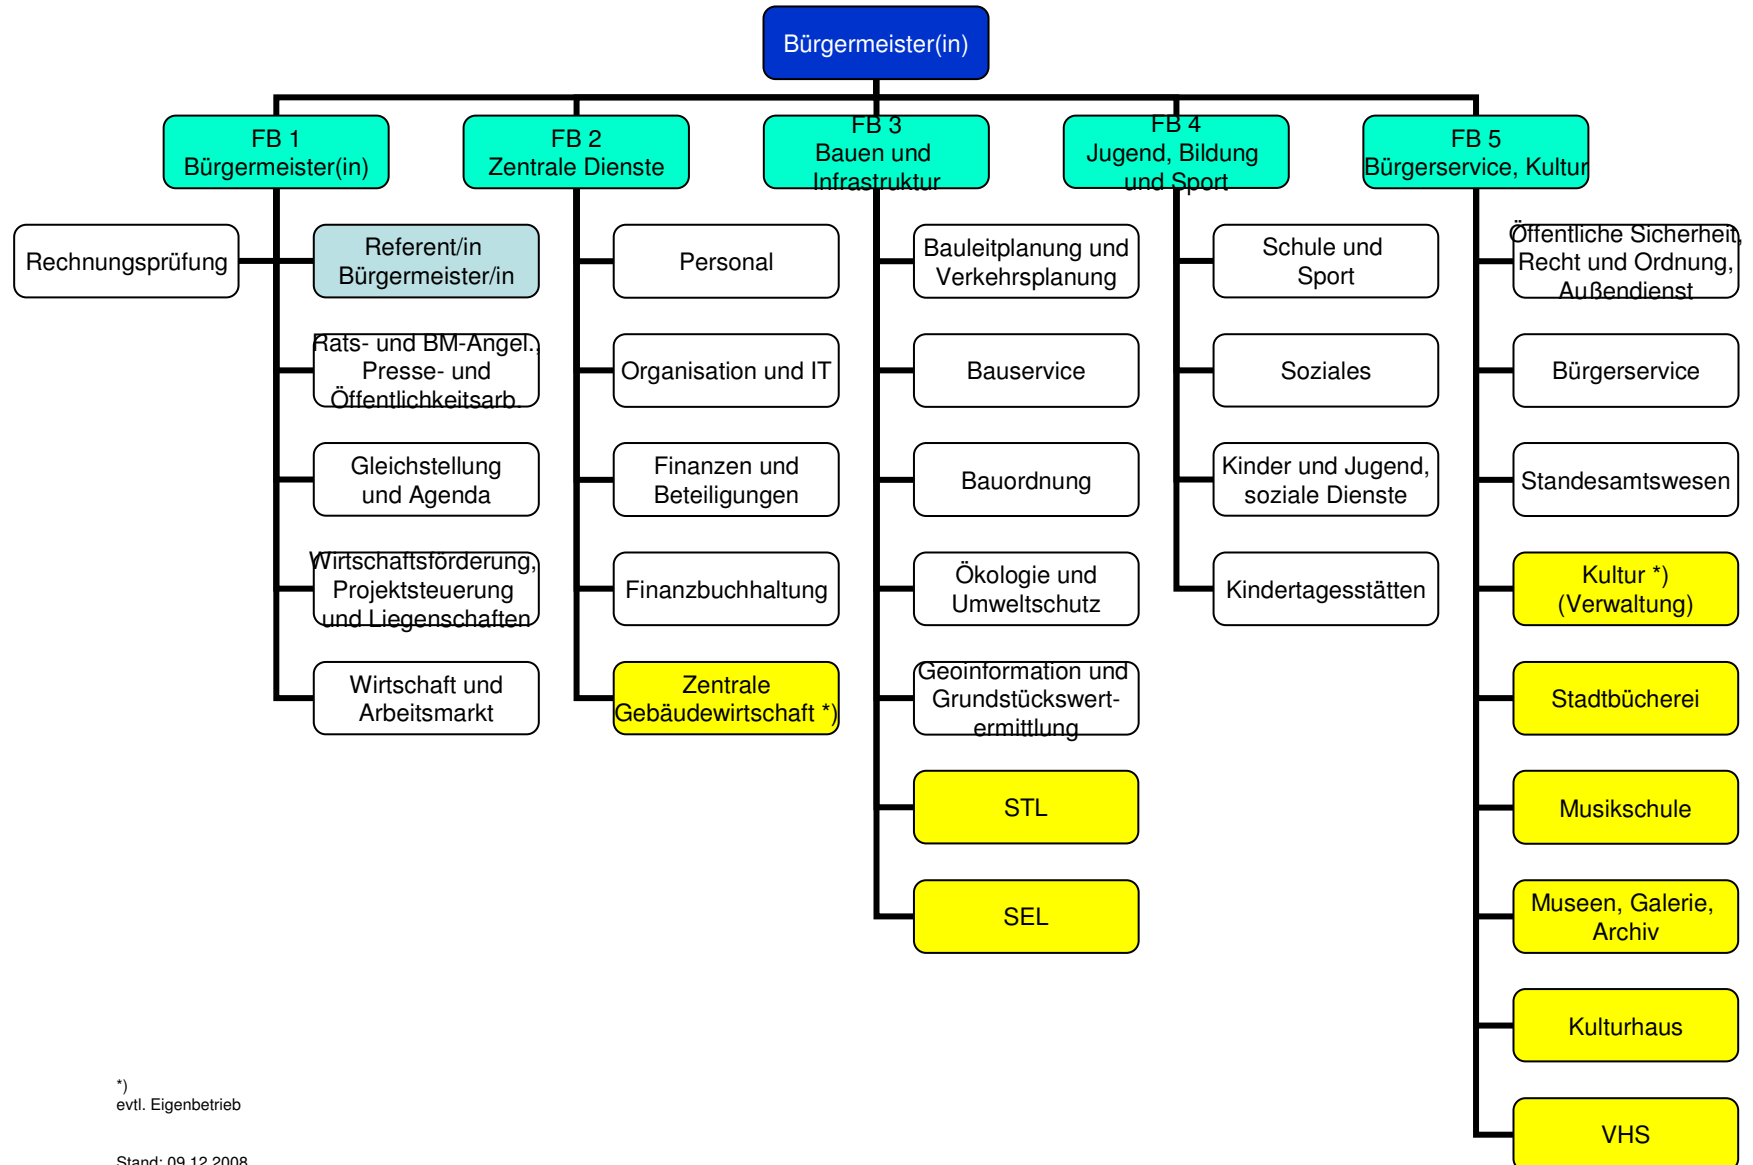 Bürgermeister(in)
FB 1
Bürgermeister(in)
FB 2
Zentrale Dienste
FB 3
Bauen und
Infrastruktur
FB 4
Jugend, Bildung
und Sport
FB 5
Bürgerservice, Kultur
Rechnungsprüfung
Referent/in
Bürgermeister/in
Rats- und BM-Angel.,
Presse- und
Öffentlichkeitsarb.
Gleichstellung
und Agenda
Wirtschaftsförderung,
Projektsteuerung
und Liegenschaften
Wirtschaft und
Arbeitsmarkt
Personal
Organisation und IT
Finanzen und
Beteiligungen
Finanzbuchhaltung
Zentrale
Gebäudewirtschaft *)
Bauleitplanung und
Verkehrsplanung
Bauservice
Bauordnung
Ökologie und
Umweltschutz
Geoinformation und
Grundstückswert-
ermittlung
STL
SEL
Schule und
Sport
Soziales
Kinder und Jugend,
soziale Dienste
Kindertagesstätten
Öffentliche Sicherheit,
Recht und Ordnung,
Außendienst
Bürgerservice
Standesamtswesen
Kultur *)
(Verwaltung)
Stadtbücherei
Musikschule
Museen, Galerie,
Archiv
Kulturhaus
VHS
*)
evtl. Eigenbetrieb
Stand: 09.12.2008